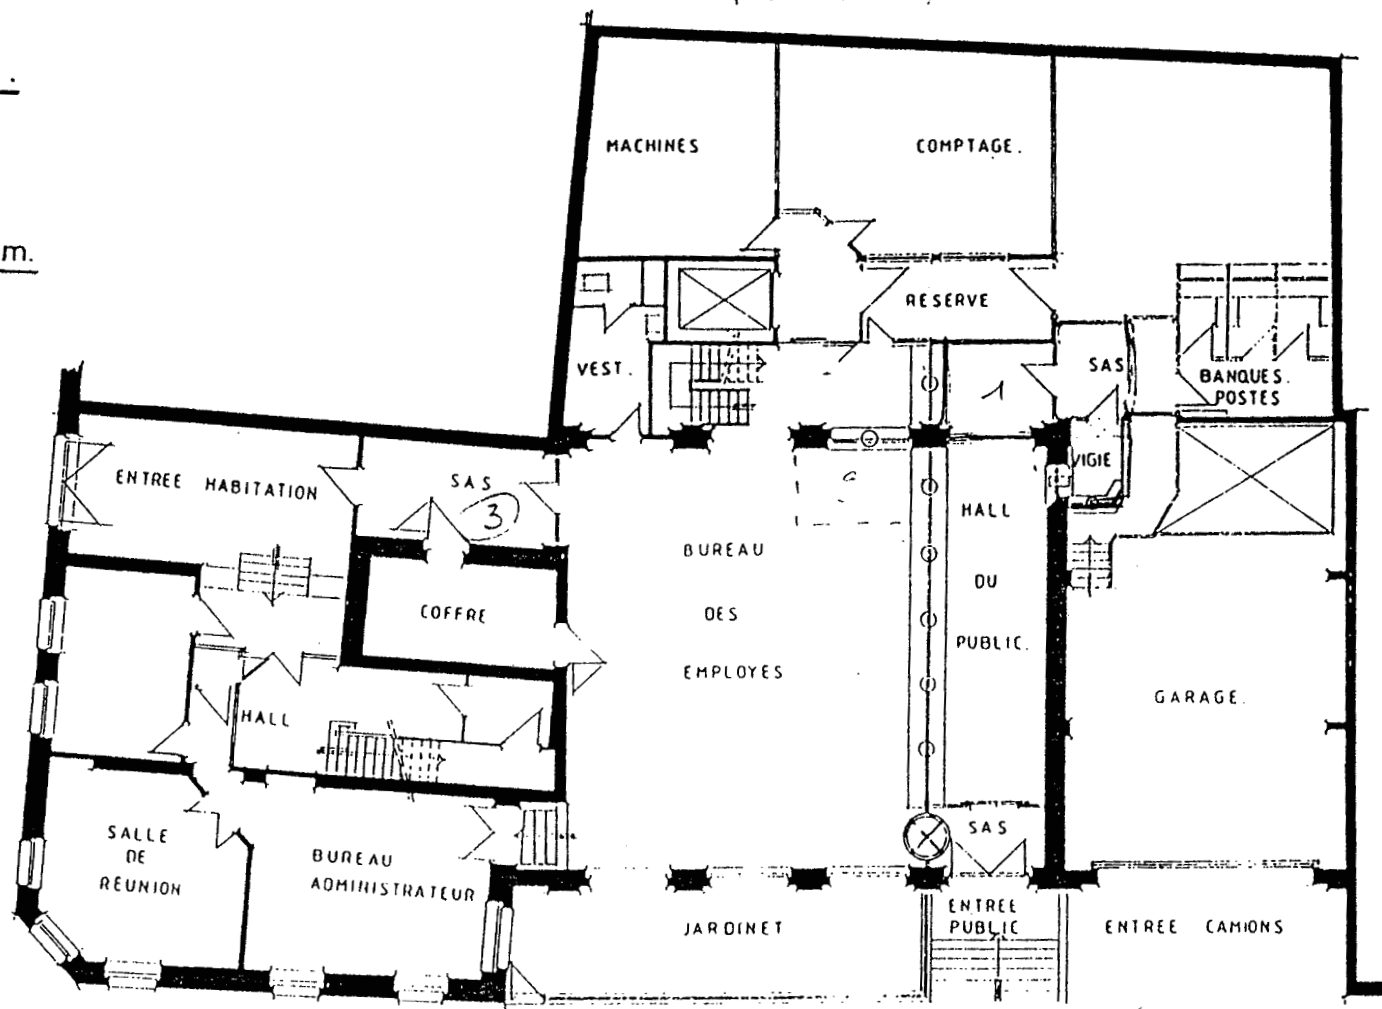 m.
MACHINES
COMPTAGE.
RESERVE
VEST.
1
SAS
BANQUES.
POSTES
VIGIE
ENTREE HABITATION
SAS
3
HALL
DU
PUBLIC.
BUREAU
DES
EMPLOYES
COFFRE
GARAGE.
HALL
SALLE
DE
RÉUNION
BUREAU
ADMINISTRATEUR
SAS
JARDINET
ENTREE
PUBLIC
ENTREE CAMIONS